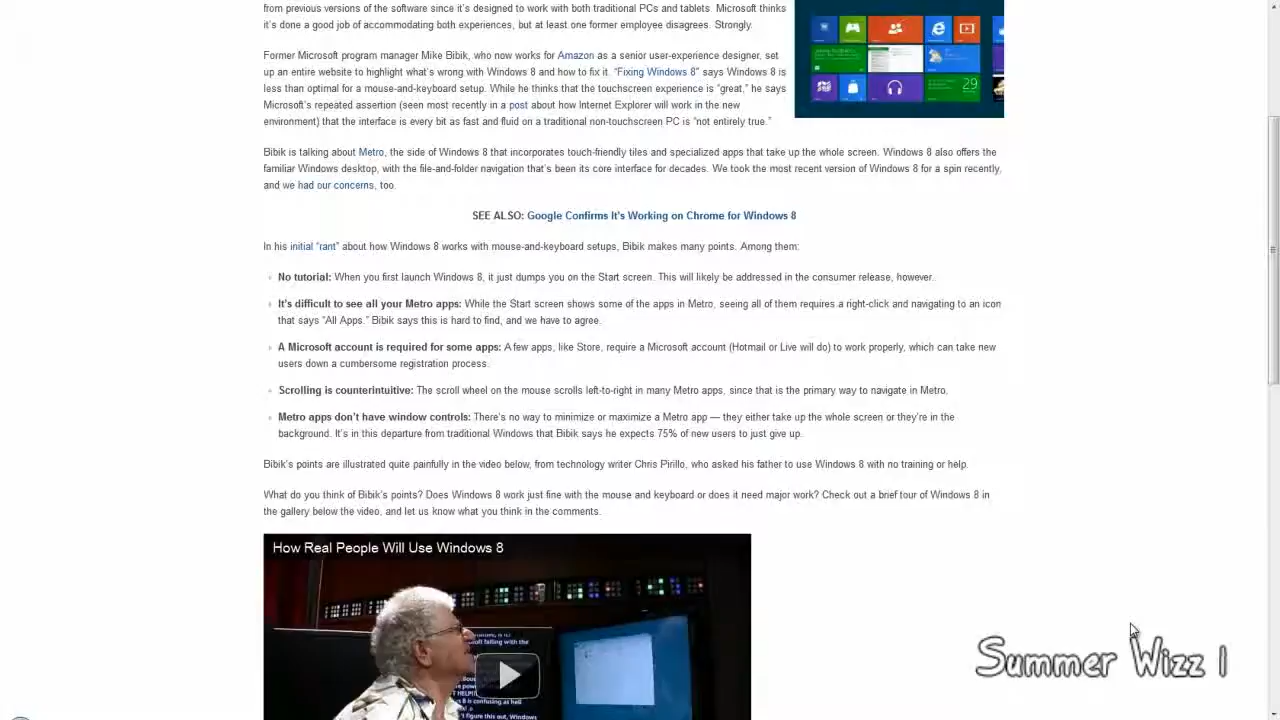 from previous versions of the software since it's designed to work with both traditional PCs and tablets. Microsoft thinks
it's done a good job of accommodating both experiences, but at least one former employee disagrees. Strongly.
Former Microsoft program manager Mike Bibik, who now works for Amazon as a senior user-experience designer, set
up an entire website to highlight what's wrong with Windows 8 and how to fix it. "Fixing Windows 8" says Windows 8 is
less then optimal for a mouse-and-keyboard setup. While he thinks that the touchscreen experience is "great," he says
Microsoft's repeated assertion (seen most recently in a post about how Internet Explorer will work in the new
environment) that the interface is every bit as fast and fluid on a traditional non-touchscreen PC is "not entirely true."
29
Bibik is talking about Metro, the side of Windows 8 that incorporates touch-friendly tiles and specialized apps that take up the whole screen. Windows 8 also offers the
familiar Windows desktop, with the file-and-folder navigation that's been its core interface for decades. We took the most recent version of Windows 8 for a spin recently,
and we had our concerns, too.
SEE ALSO: Google Confirms It's Working on Chrome for Windows 8
In his initial "rant" about how Windows 8 works with mouse-and-keyboard setups, Bibik makes many points. Among them:
No tutorial: When you first launch Windows 8, it just dumps you on the Start screen. This will likely be addressed in the consumer release, however.
It's difficult to see all your Metro apps: While the Start screen shows some of the apps in Metro, seeing all of them requires a right-click and navigating to an icon
that says "All Apps." Bibik says this is hard to find, and we have to agree.
A Microsoft account is required for some apps: A few apps, like Store, require a Microsoft account (Hotmail or Live will do) to work properly, which can take new
users down a cumbersome registration process.
Scrolling is counterintuitive: The scroll wheel on the mouse scrolls left-to-right in many Metro apps, since that is the primary way to navigate in Metro.
Metro apps don't have window controls: There's no way to minimize or maximize a Metro app — they either take up the whole screen or they're in the
background. It's in this departure from traditional Windows that Bibik says he expects 75% of new users to just give up.
Bibik's points are illustrated quite painfully in the video below, from technology writer Chris Pirillo, who asked his father to use Windows 8 with no training or help.
What do you think of Bibik's points? Does Windows 8 work just fine with the mouse and keyboard or does it need major work? Check out a brief tour of Windows 8 in
the gallery below the video, and let us know what you think in the comments.
How Real People Will Use Windows 8
Summer Wizz 1